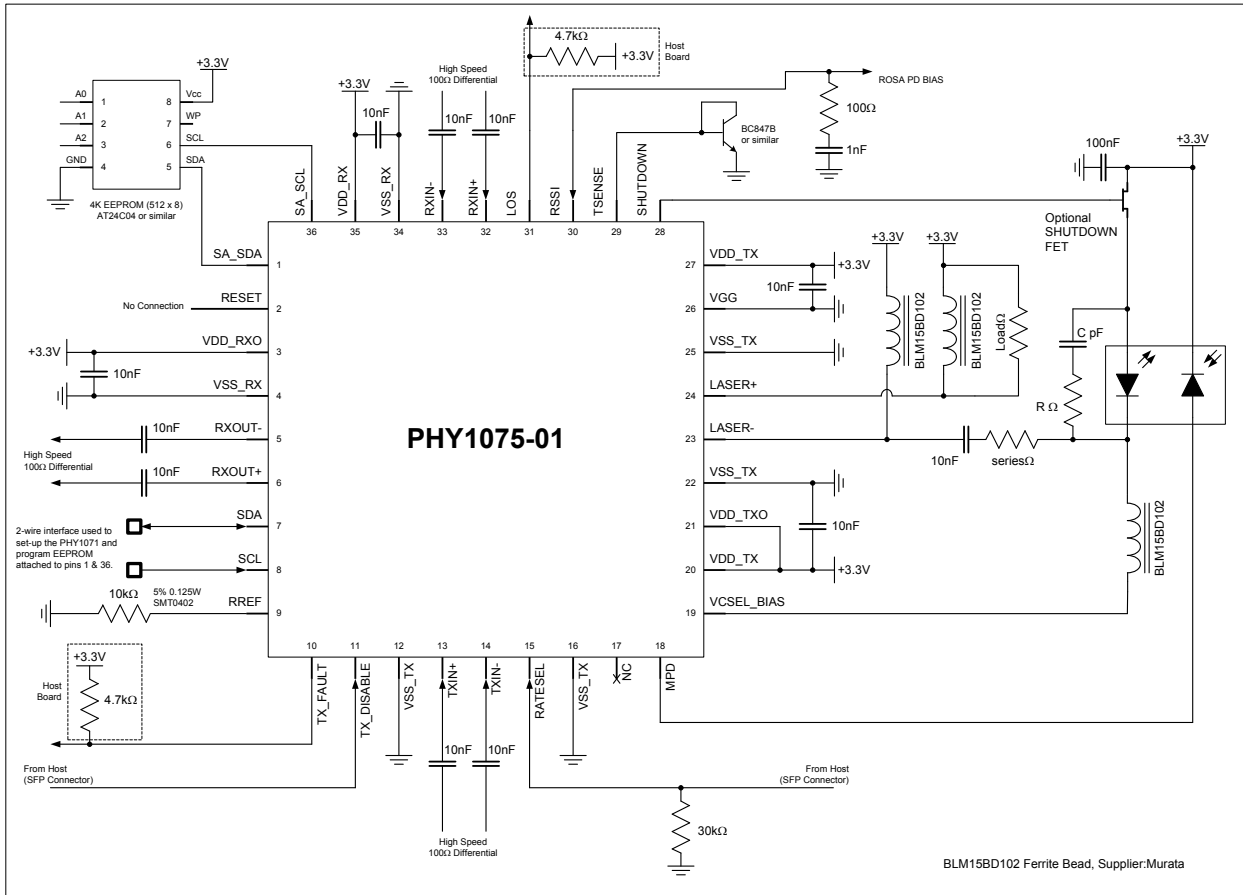 4.7kΩ
+3.3V
Host
Board
+3.3V
High Speed
100Ω Differential
ROSA PD BIAS
+3.3V
A0
1
8
Vcc
A1
2
7
WP
A2
3
6
SCL
GND
4
5
SDA
10nF
10nF
10nF
BC847B
or similar
100Ω
1nF
100nF
+3.3V
4K EEPROM (512 x 8)
AT24C04 or similar
SA_SCL
VDD_RX
VSS_RX
RXIN-
RXIN+
LOS
RSSI
TSENSE
SHUTDOWN
Optional
SHUTDOWN
FET
36
35
34
33
32
31
30
29
28
SA_SDA
1
27
VDD_TX
+3.3V
+3.3V
+3.3V
No Connection
RESET
2
26
VGG
10nF
BLM15BD102
BLM15BD102
LoadΩ
C pF
+3.3V
VDD_RXO
3
25
VSS_TX
10nF
VSS_RX
4
24
LASER+
R Ω
10nF
RXOUT-
5
PHY1075-01
23
LASER-
10nF
seriesΩ
High Speed
100Ω Differential
10nF
RXOUT+
6
22
VSS_TX
2-wire interface used to
set-up the PHY1071 and
program EEPROM
attached to pins 1 & 36.
SDA
7
21
VDD_TXO
10nF
BLM15BD102
SCL
8
20
VDD_TX
+3.3V
10kΩ
5% 0.125W
SMT0402
RREF
9
19
VCSEL_BIAS
10
11
12
13
14
15
16
17
18
TX_FAULT
TX_DISABLE
VSS_TX
TXIN+
TXIN-
RATESEL
VSS_TX
NC
MPD
+3.3V
Host
Board
4.7kΩ
10nF
10nF
From Host
(SFP Connector)
From Host
(SFP Connector)
High Speed
100Ω Differential
30kΩ
BLM15BD102 Ferrite Bead, Supplier:Murata